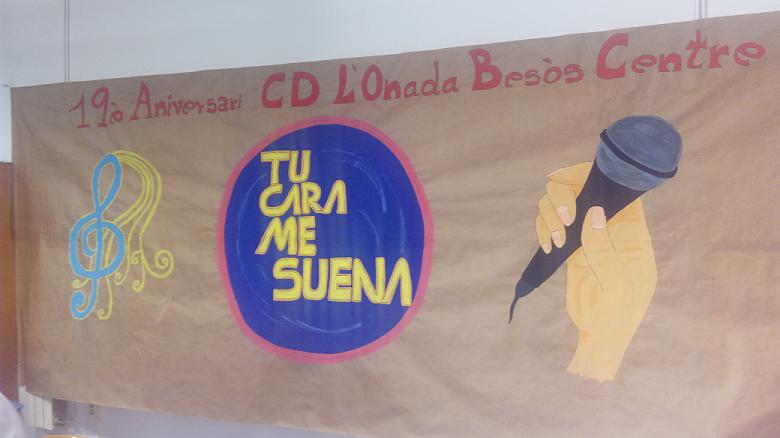 19è Aniversari CD L'Onada Besòs Centre
TU
CARA
ME
SUENA